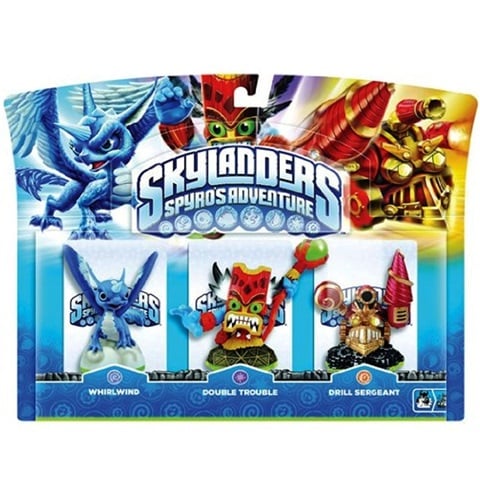 SKYLANDERS
SPYRO'S ADVENTURE
WHIRLWIND
DOUBLE TROUBLE
DRILL SERGEANT